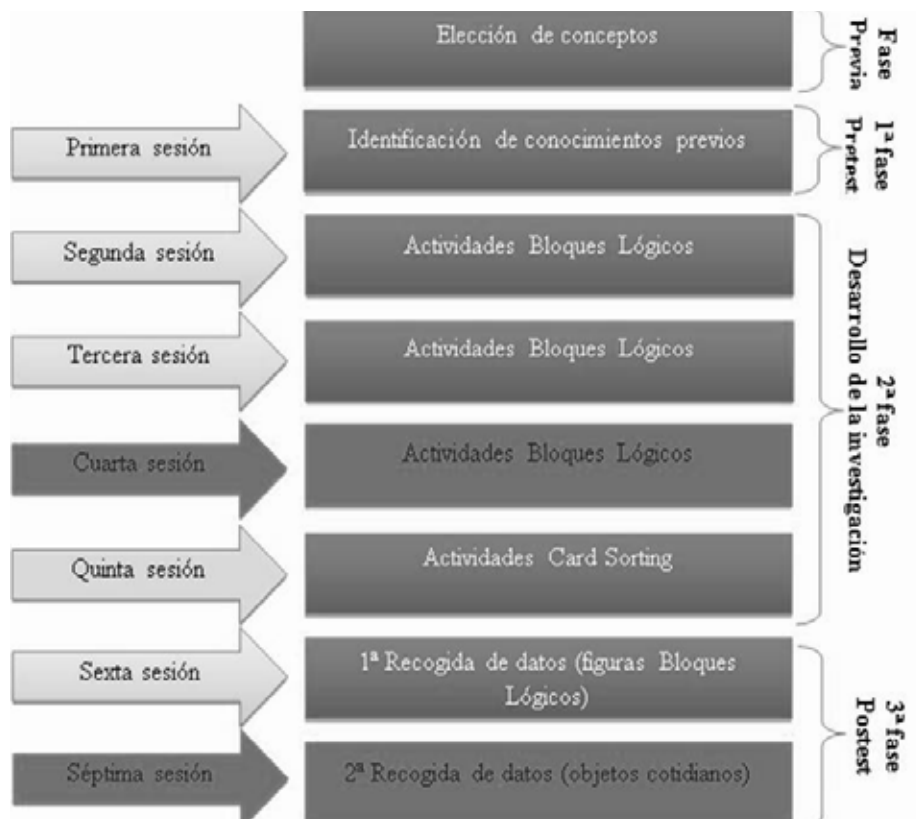 Elección de conceptos
Fase
Previa
Primera sesión
Identificación de conocimientos previos
1ª fase
Pretest
Segunda sesión
Actividades Bloques Lógicos
Tercera sesión
Actividades Bloques Lógicos
Cuarta sesión
Actividades Bloques Lógicos
Quinta sesión
Actividades Card Sorting
2ª fase
Desarrollo de la investigación
Sexta sesión
1ª Recogida de datos (figuras Bloques
Lógicos)
Séptima sesión
2ª Recogida de datos (objetos cotidianos)
3ª fase
Postest